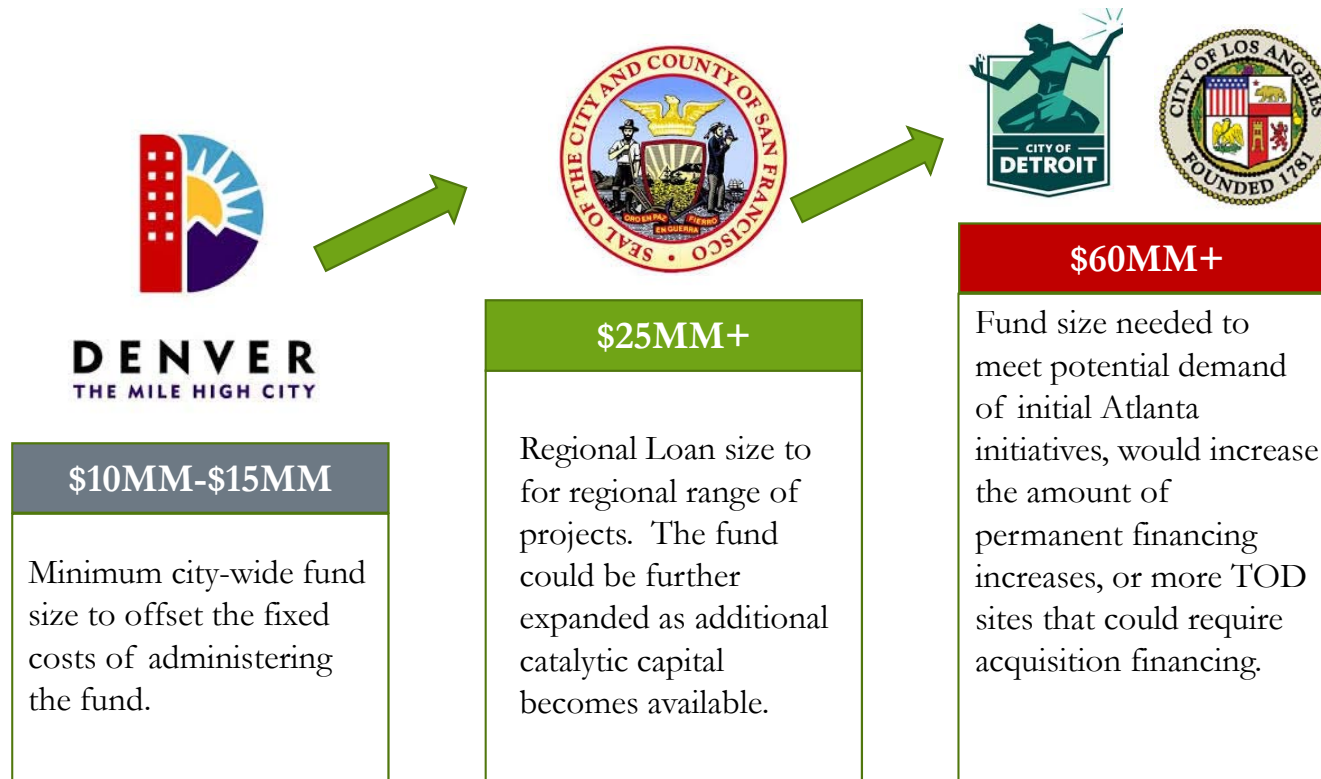 DENVER
THE MILE HIGH CITY
$10MM-$15MM
Minimum city-wide fund
size to offset the fixed
costs of administering
the fund.
SEAL OF THE CITY AND COUNTY OF SAN FRANCISCO
ORO EN PAZ
FIERRO
EN GUERRA
$25MM+
Regional Loan size to
for regional range of
projects. The fund
could be further
expanded as additional
catalytic capital
becomes available.
CITY OF
DETROIT
CITY OF LOS ANGELES
FOUNDED 1781
$60MM+
Fund size needed to
meet potential demand
of initial Atlanta
initiatives, would increase
the amount of
permanent financing
increases, or more TOD
sites that could require
acquisition financing.